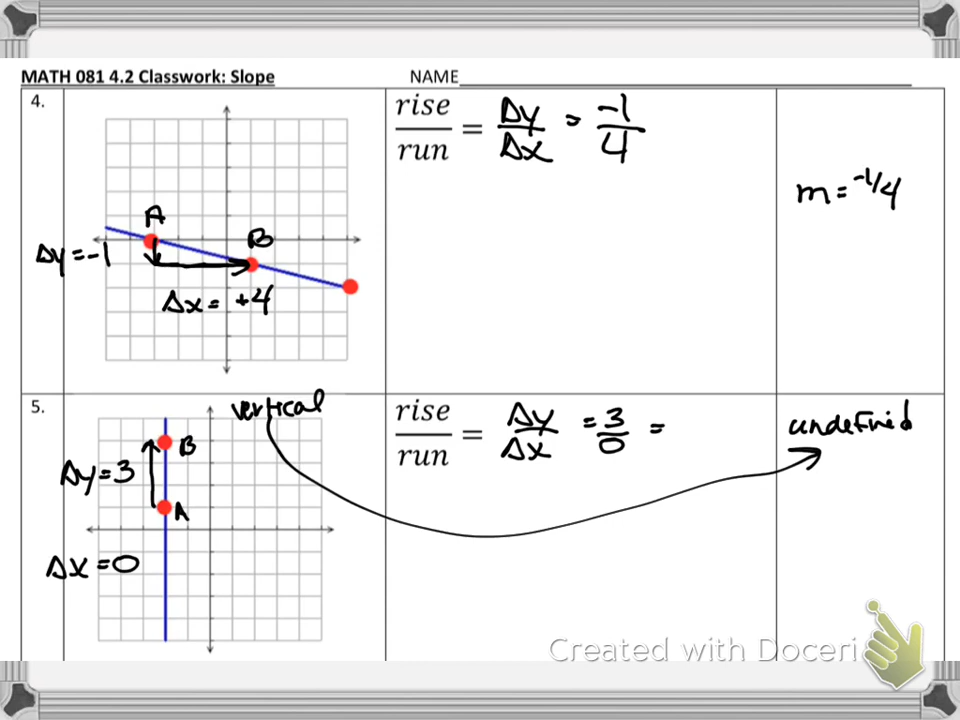 MATH 081 4.2 Classwork: Slope NAME
4.
rise/run = Δy/Δx = -1/4
m = -1/4
A
B
Δy = -1
Δx = +4
5.
vertical
rise/run = Δy/Δx = 3/0 =
undefined
B
Δy = 3
A
Δx = 0
Created with Doceri